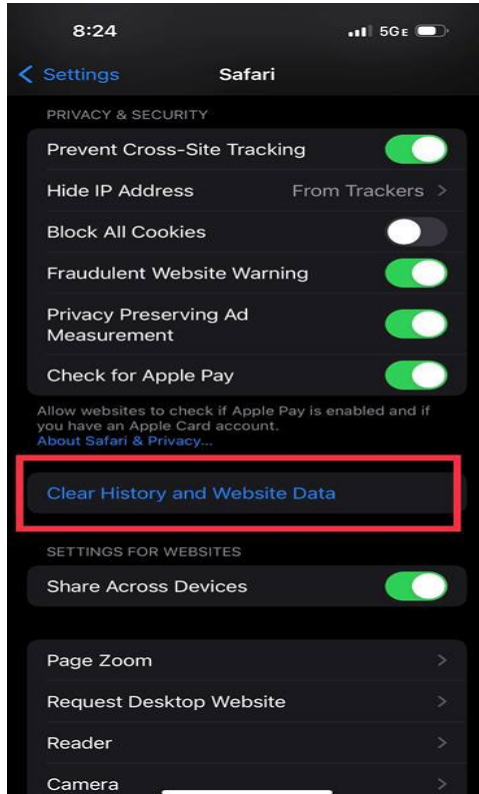 8:24
5GE
Settings
Safari
PRIVACY & SECURITY
Prevent Cross-Site Tracking
Hide IP Address From Trackers
Block All Cookies
Fraudulent Website Warning
Privacy Preserving Ad
Measurement
Check for Apple Pay
Allow websites to check if Apple Pay is enabled and if
you have an Apple Card account.
About Safari & Privacy...
Clear History and Website Data
SETTINGS FOR WEBSITES
Share Across Devices
Page Zoom
Request Desktop Website
Reader
Camera